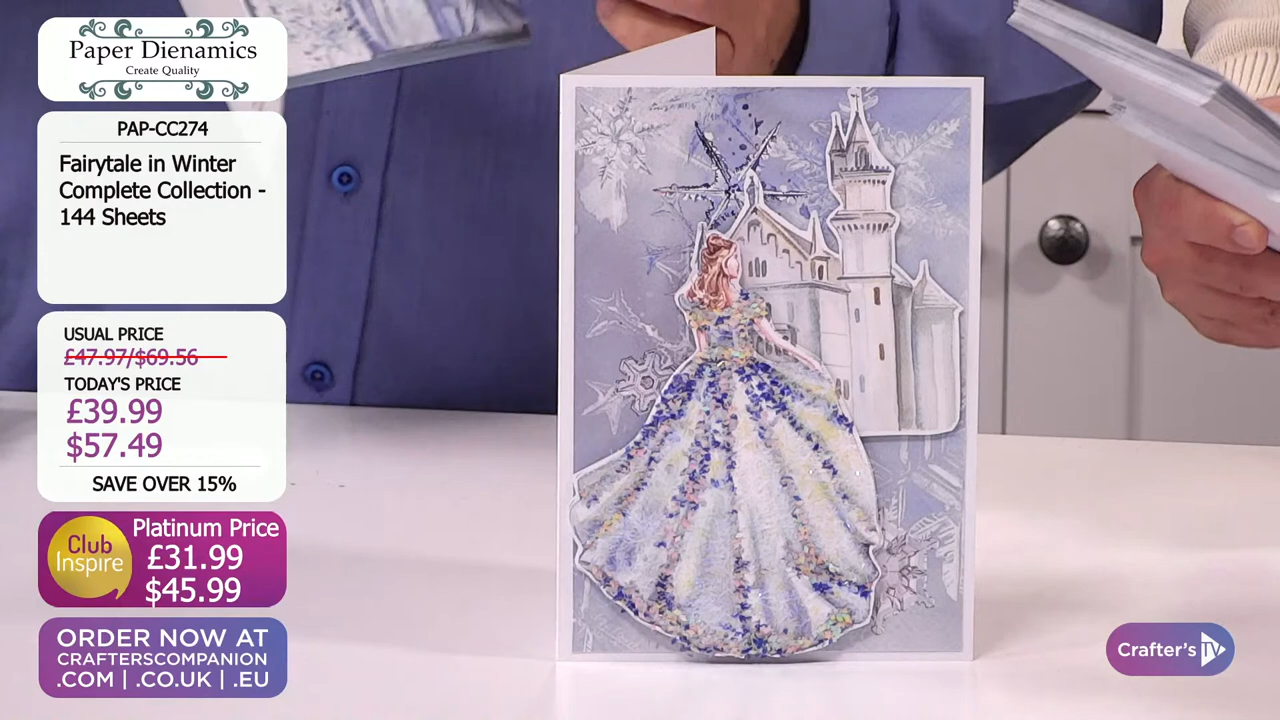 Paper Dienamics
Create Quality
PAP-CC274
Fairytale in Winter
Complete Collection -
144 Sheets
USUAL PRICE
£47.97/$69.56
TODAY'S PRICE
£39.99
$57.49
SAVE OVER 15%
Club
Inspire
Platinum Price
£31.99
$45.99
ORDER NOW AT
CRAFTERSCOMPANION
.COM | .CO.UK | .EU
Crafter's TV